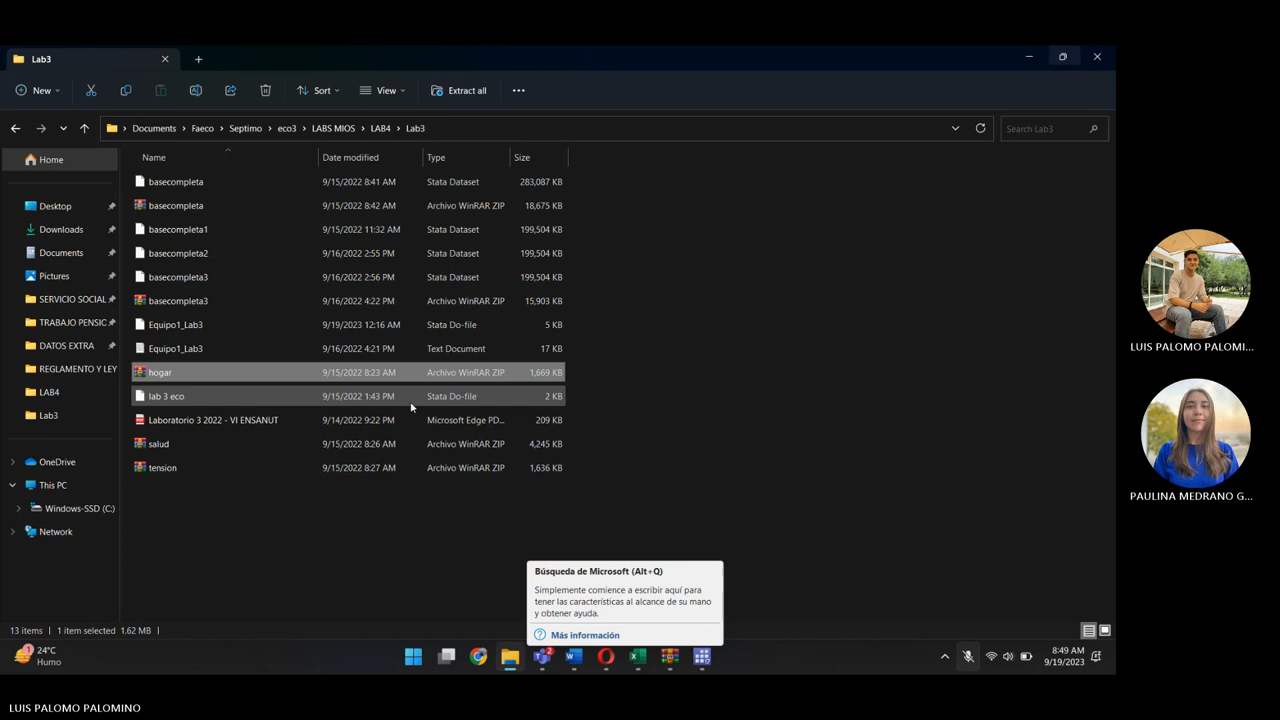 Lab3
New
Sort
View
Extract all
Documents > Faeco > Septimo > eco3 > LABS MIOS > LAB4 > Lab3
Search Lab3
Home
Desktop
Downloads
Documents
Pictures
SERVICIO SOCIAL
TRABAJO PENSIC
DATOS EXTRA
REGLAMENTO Y LEY
LAB4
Lab3
OneDrive
This PC
Windows-SSD (C:)
Network
Name Date modified Type Size
basecompleta 9/15/2022 8:41 AM Stata Dataset 283,087 KB
basecompleta 9/15/2022 8:42 AM Archivo WinRAR ZIP 18,675 KB
basecompleta1 9/15/2022 11:32 AM Stata Dataset 199,504 KB
basecompleta2 9/16/2022 2:55 PM Stata Dataset 199,504 KB
basecompleta3 9/16/2022 2:56 PM Stata Dataset 199,504 KB
basecompleta3 9/16/2022 4:22 PM Archivo WinRAR ZIP 15,903 KB
Equipo1_Lab3 9/19/2023 12:16 AM Stata Do-file 5 KB
Equipo1_Lab3 9/16/2022 4:21 PM Text Document 17 KB
hogar 9/15/2022 8:23 AM Archivo WinRAR ZIP 1,669 KB
lab 3 eco 9/15/2022 1:43 PM Stata Do-file 2 KB
Laboratorio 3 2022 - VI ENSANUT 9/14/2022 9:22 PM Microsoft Edge PD... 209 KB
salud 9/15/2022 8:26 AM Archivo WinRAR ZIP 4,245 KB
tension 9/15/2022 8:27 AM Archivo WinRAR ZIP 1,636 KB
Búsqueda de Microsoft (Alt+Q)
Simplemente comience a escribir aquí para
tener las características al alcance de su mano
y obtener ayuda.
Más información
13 items 1 item selected 1.62 MB
1
24°C
Humo
2
8:49 AM
9/19/2023
LUIS PALOMO PALOMI...
PAULINA MEDRANO G...
LUIS PALOMO PALOMINO